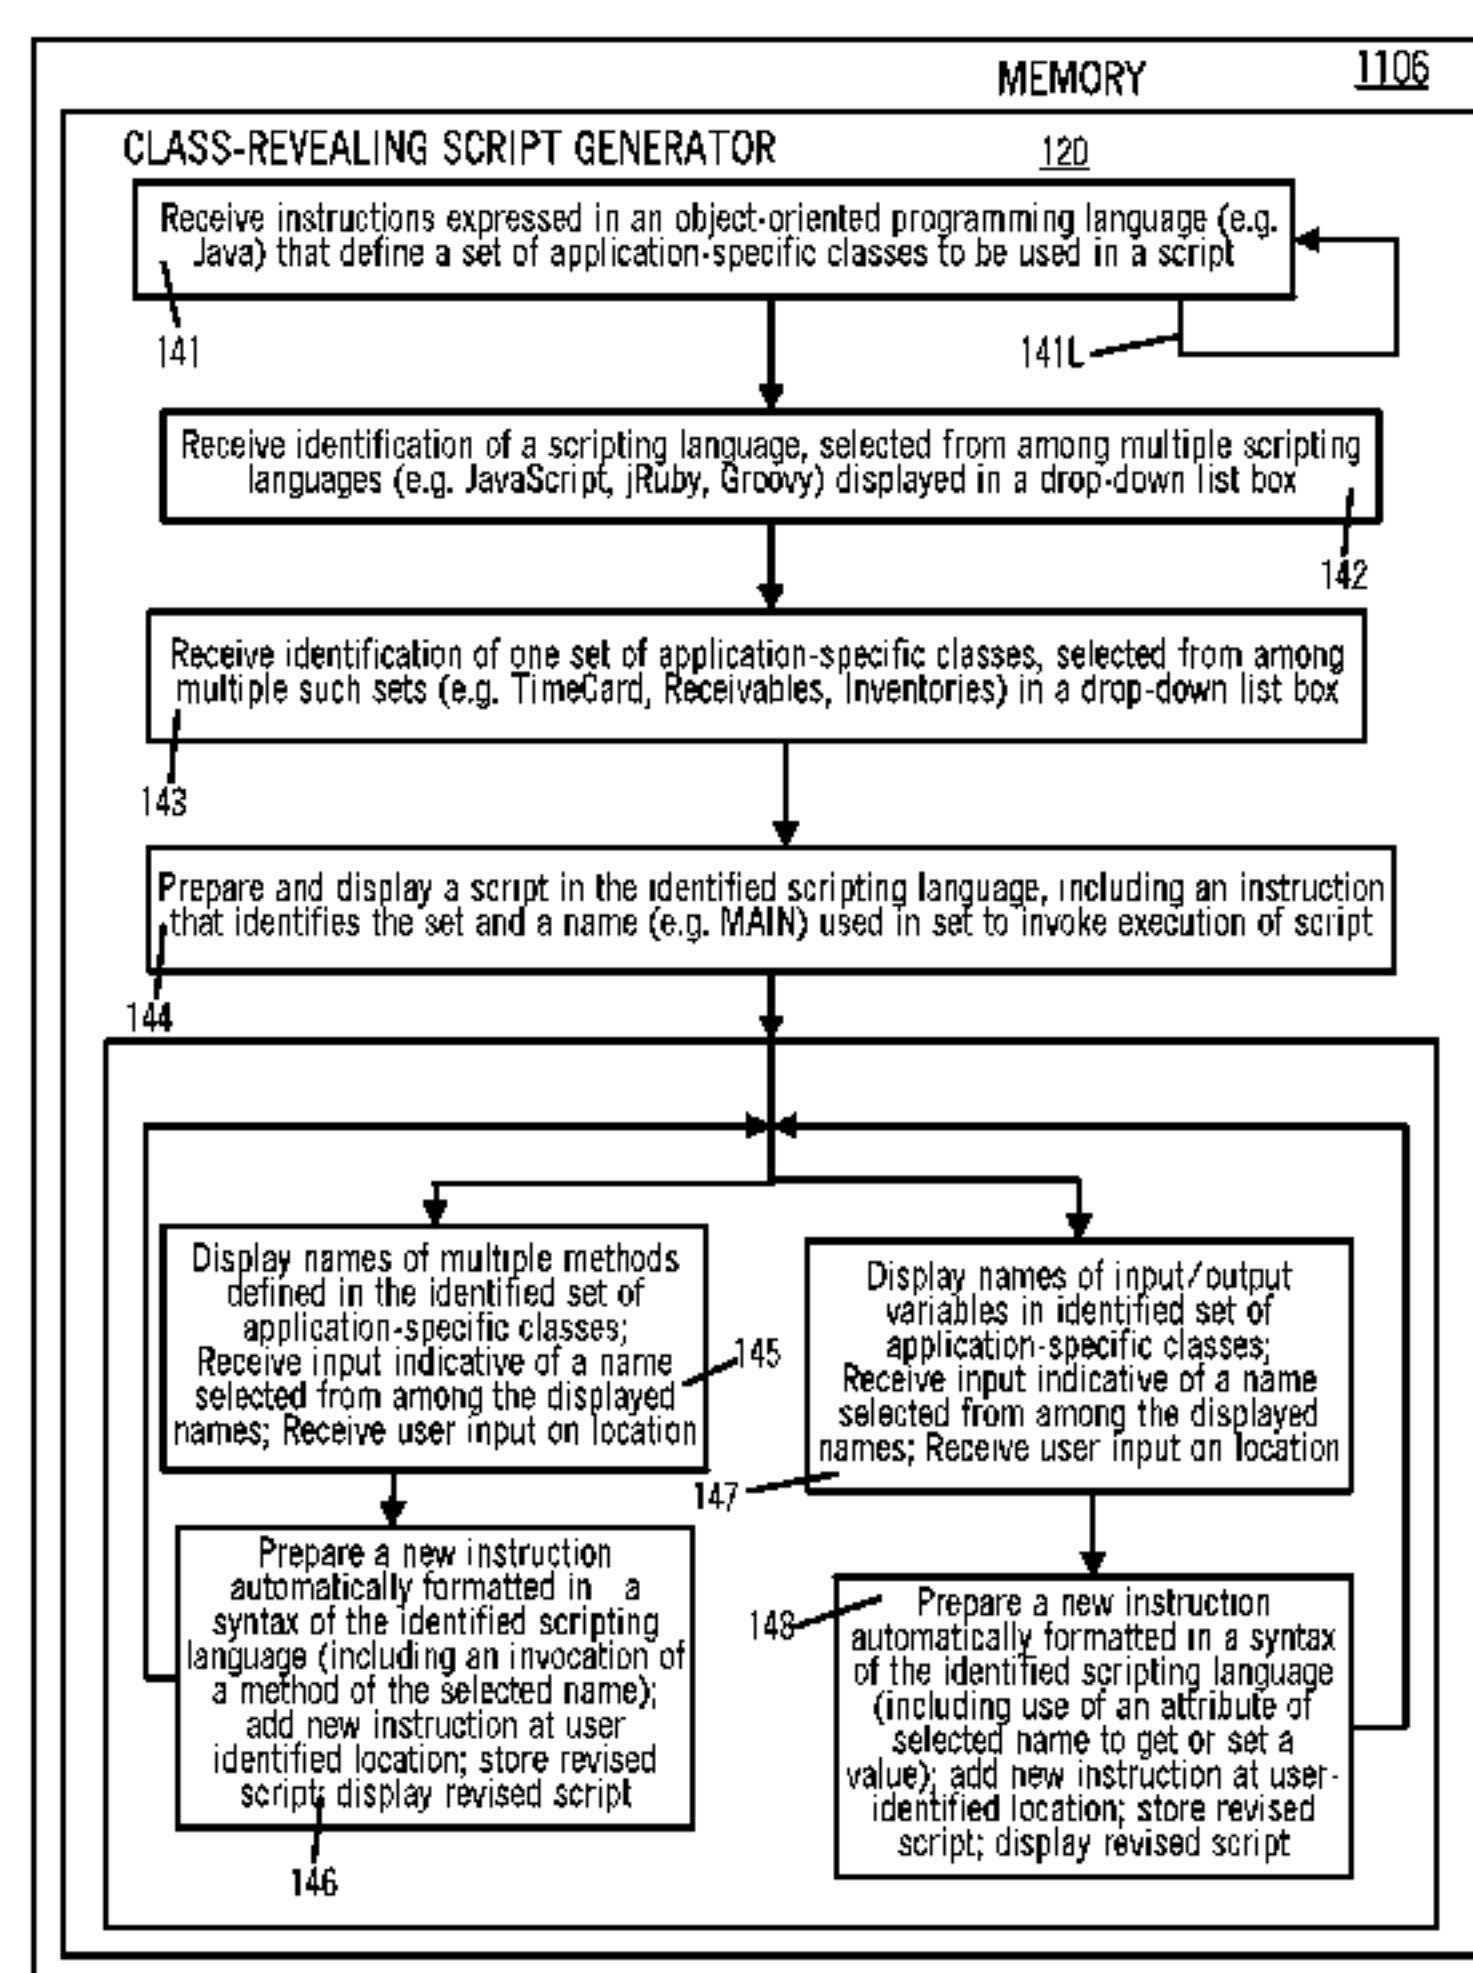 MEMORY 1106
CLASS-REVEALING SCRIPT GENERATOR 120
Receive instructions expressed in an object-oriented programming language (e.g.
Java) that define a set of application-specific classes to be used in a script
141
141L
Receive identification of a scripting language, selected from among multiple scripting
languages (e.g. JavaScript, jRuby, Groovy) displayed in a drop-down list box
142
Receive identification of one set of application-specific classes, selected from among
multiple such sets (e.g. TimeCard, Receivables, Inventories) in a drop-down list box
143
Prepare and display a script in the identified scripting language, including an instruction
that identifies the set and a name (e.g. MAIN) used in set to invoke execution of script
144
Display names of multiple methods
defined in the identified set of
application-specific classes;
Receive input indicative of a name
selected from among the displayed
names; Receive user input on location
145
Display names of input/output
variables in identified set of
application-specific classes;
Receive input indicative of a name
selected from among the displayed
names; Receive user input on location
147
Prepare a new instruction
automatically formatted in a
syntax of the identified scripting
language (including an invocation of
a method of the selected name);
add new instruction at user
identified location; store revised
script; display revised script
146
148
Prepare a new instruction
automatically formatted in a syntax
of the identified scripting language
(including use of an attribute of
selected name to get or set a
value); add new instruction at user-
identified location; store revised
script; display revised script